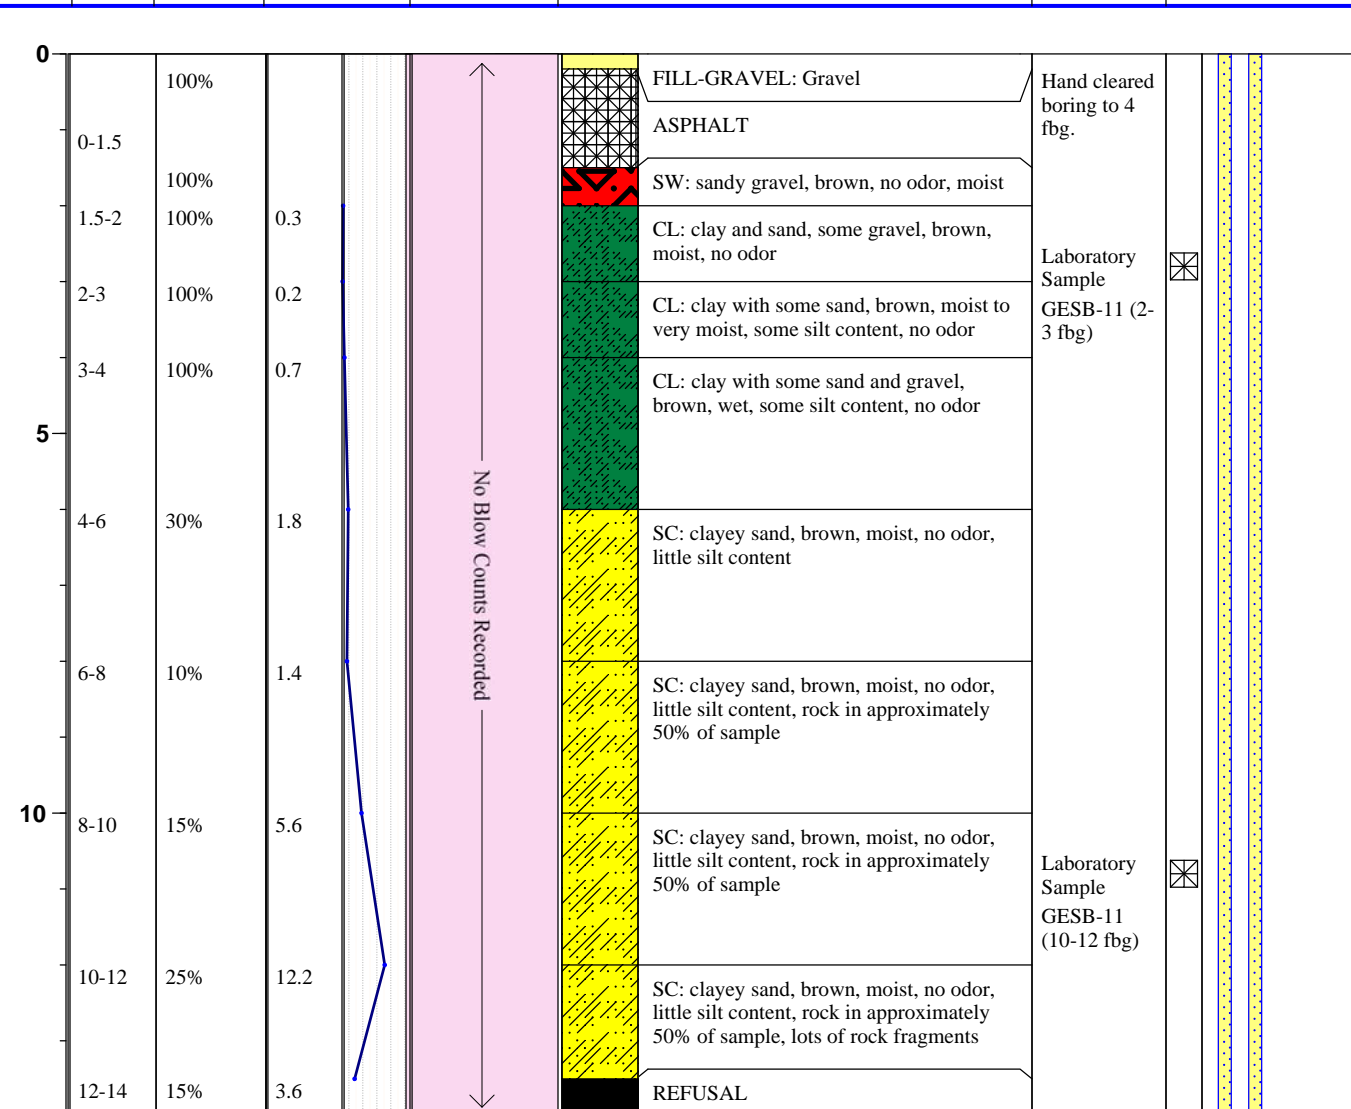 0
100%
FILL-GRAVEL: Gravel
Hand cleared
boring to 4
fbg.
ASPHALT
0-1.5
100%
SW: sandy gravel, brown, no odor, moist
1.5-2 100% 0.3
CL: clay and sand, some gravel, brown,
moist, no odor
Laboratory
Sample
GESB-11 (2-
3 fbg)
2-3 100% 0.2
CL: clay with some sand, brown, moist to
very moist, some silt content, no odor
3-4 100% 0.7
CL: clay with some sand and gravel,
brown, wet, some silt content, no odor
5
No Blow Counts Recorded
4-6 30% 1.8
SC: clayey sand, brown, moist, no odor,
little silt content
6-8 10% 1.4
SC: clayey sand, brown, moist, no odor,
little silt content, rock in approximately
50% of sample
10
8-10 15% 5.6
SC: clayey sand, brown, moist, no odor,
little silt content, rock in approximately
50% of sample
Laboratory
Sample
GESB-11
(10-12 fbg)
10-12 25% 12.2
SC: clayey sand, brown, moist, no odor,
little silt content, rock in approximately
50% of sample, lots of rock fragments
12-14 15% 3.6
REFUSAL